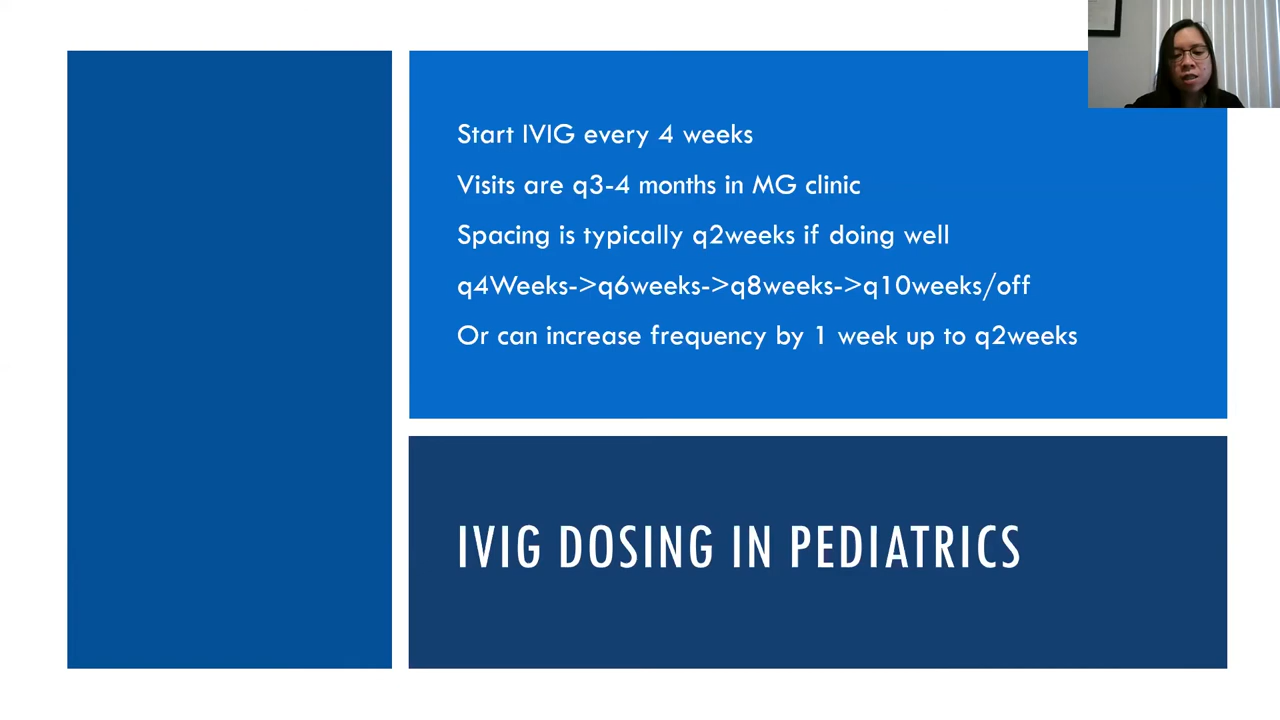 Start IVIG every 4 weeks
Visits are q3-4 months in MG clinic
Spacing is typically q2weeks if doing well
q4Weeks->q6weeks->q8weeks->q10weeks/off
Or can increase frequency by 1 week up to q2weeks
IVIG DOSING IN PEDIATRICS